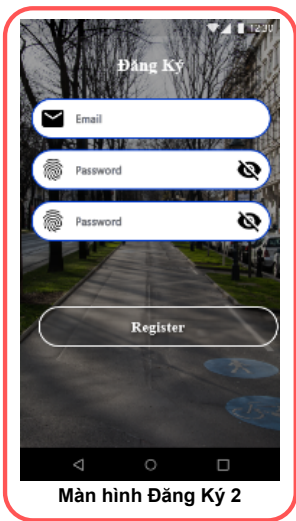 12:30
Đăng Ký
Email
Password
Password
Register
Màn hình Đăng Ký 2